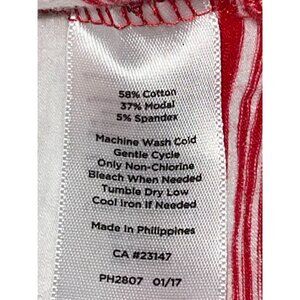 58% Cotton
37% Modal
5% Spandex
Machine Wash Cold
Gentle Cycle
Only Non-Chlorine
Bleach When Needed
Tumble Dry Low
Cool Iron If Needed
Made in Philippines
CA #23147
PH2807 01/17